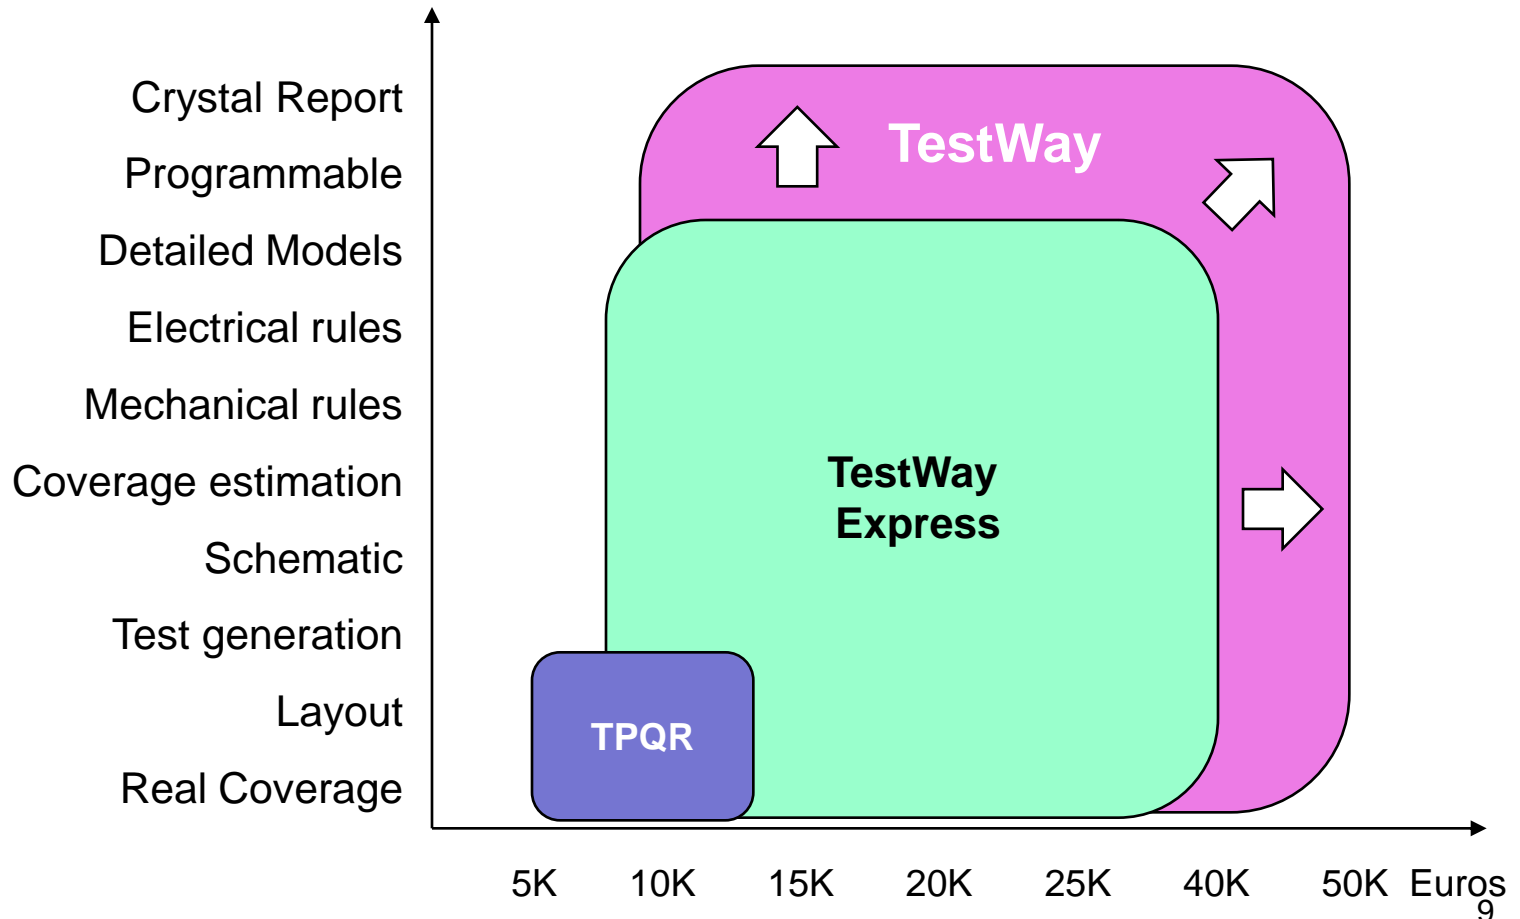 Crystal Report
Programmable
Detailed Models
Electrical rules
Mechanical rules
Coverage estimation
Schematic
Test generation
Layout
Real Coverage
TestWay
TestWay
Express
TPQR
5K 10K 15K 20K 25K 40K 50K Euros
9